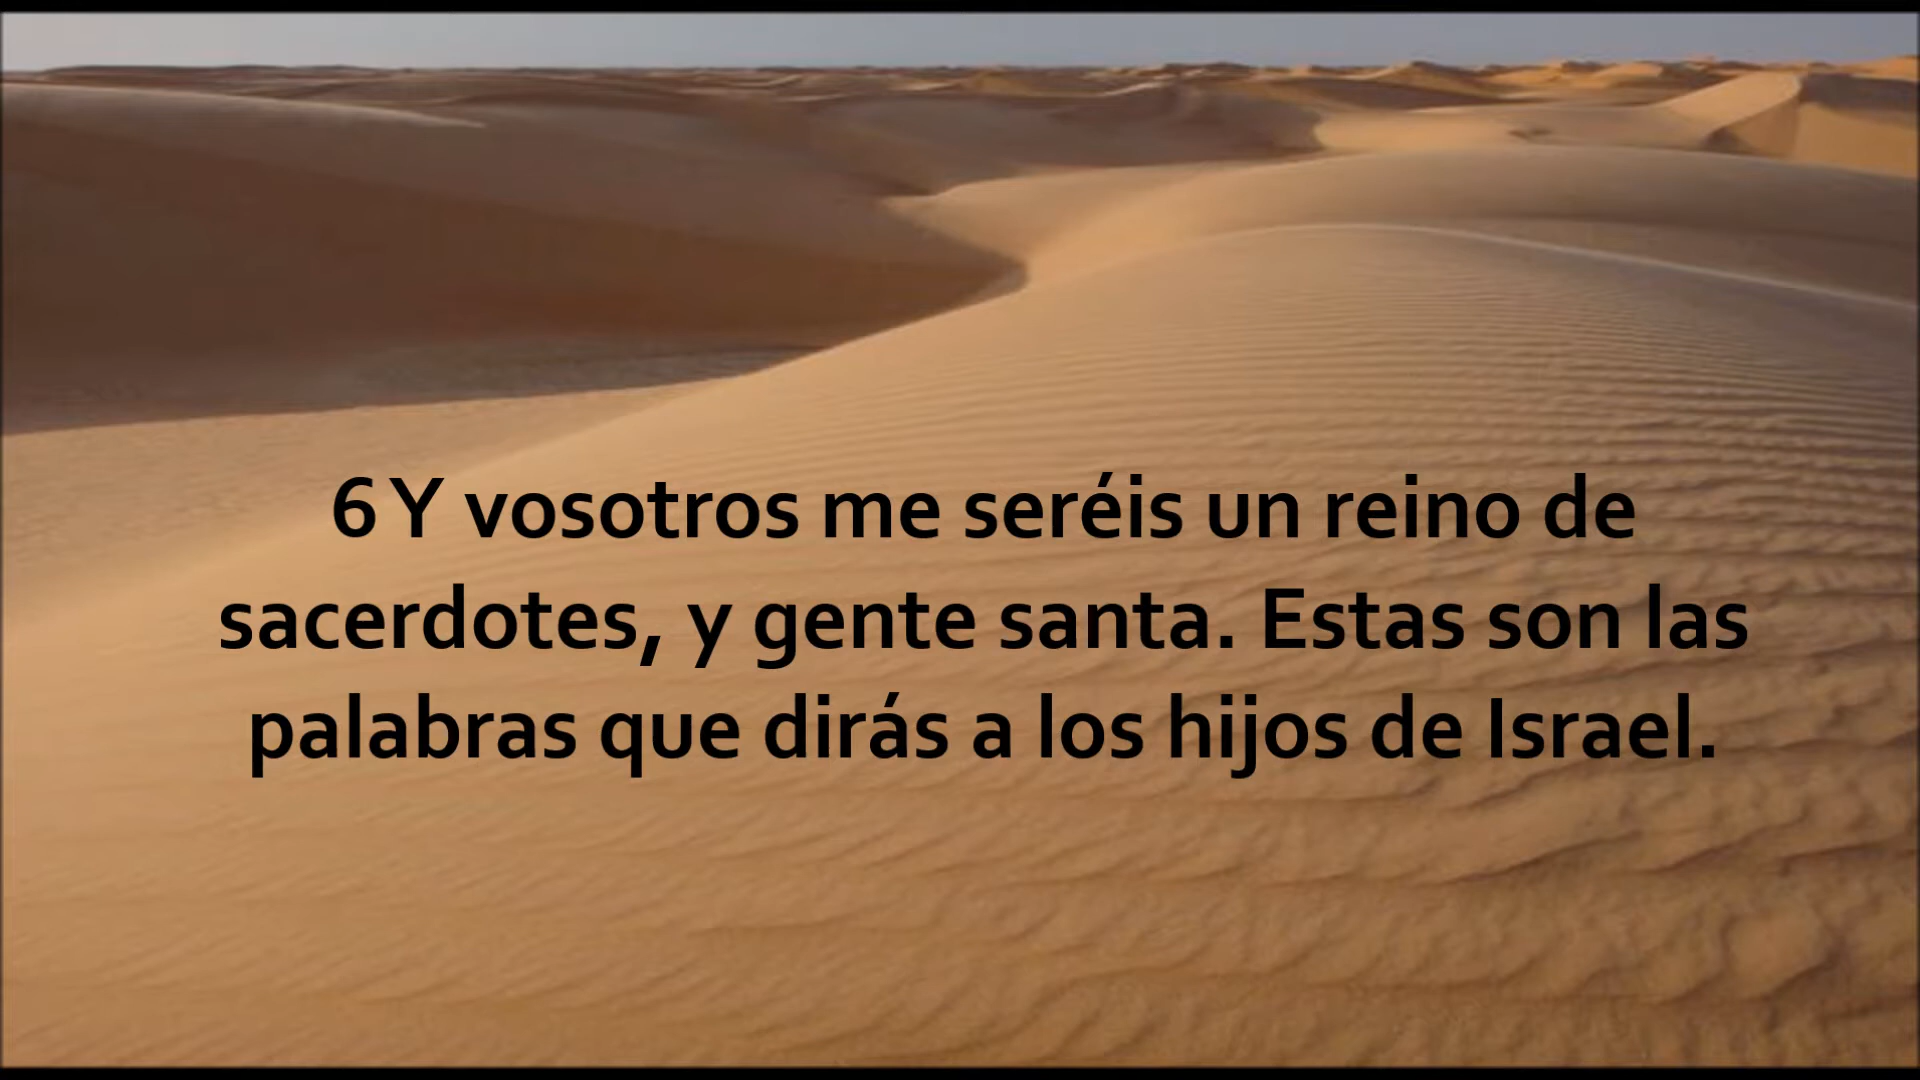 6 Y vosotros me seréis un reino de
sacerdotes, y gente santa. Estas son las
palabras que dirás a los hijos de Israel.